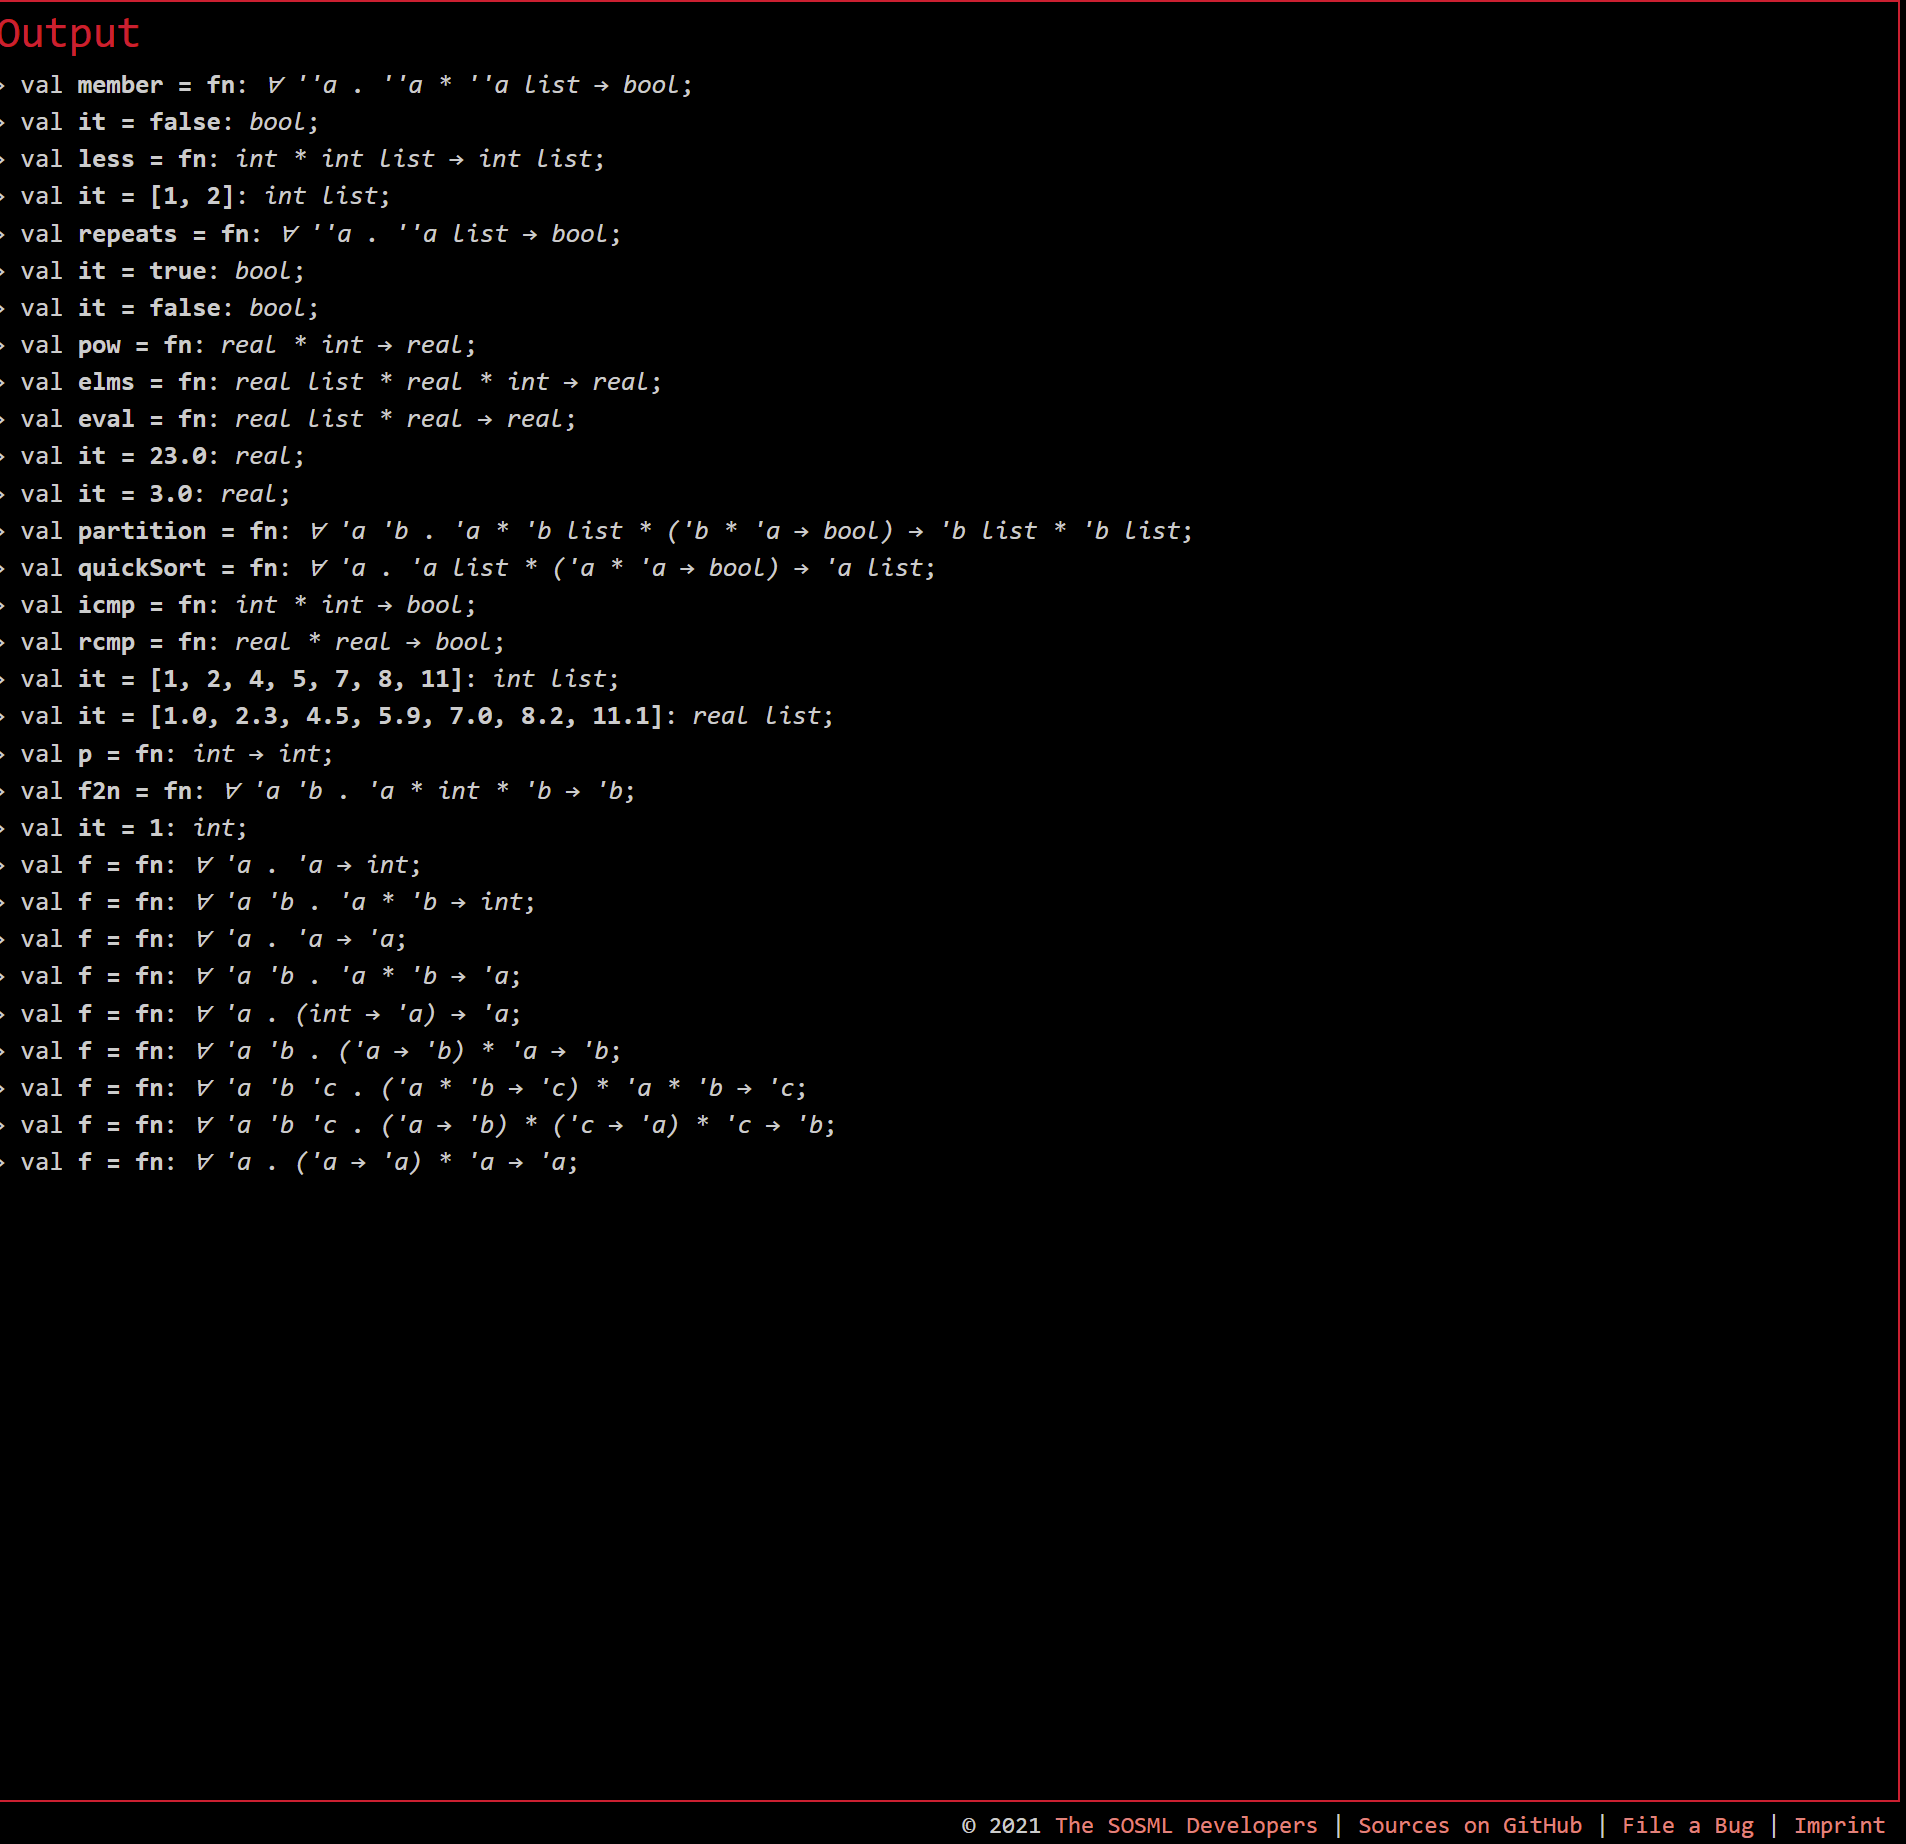 Output
> val member = fn: ∀ ''a . ''a * ''a list → bool;
> val it = false: bool;
> val less = fn: int * int list → int list;
> val it = [1, 2]: int list;
> val repeats = fn: ∀ ''a . ''a list → bool;
> val it = true: bool;
> val it = false: bool;
> val pow = fn: real * int → real;
> val elms = fn: real list * real * int → real;
> val eval = fn: real list * real → real;
> val it = 23.0: real;
> val it = 3.0: real;
> val partition = fn: ∀ 'a 'b . 'a * 'b list * ('b * 'a → bool) → 'b list * 'b list;
> val quickSort = fn: ∀ 'a . 'a list * ('a * 'a → bool) → 'a list;
> val icmp = fn: int * int → bool;
> val rcmp = fn: real * real → bool;
> val it = [1, 2, 4, 5, 7, 8, 11]: int list;
> val it = [1.0, 2.3, 4.5, 5.9, 7.0, 8.2, 11.1]: real list;
> val p = fn: int → int;
> val f2n = fn: ∀ 'a 'b . 'a * int * 'b → 'b;
> val it = 1: int;
> val f = fn: ∀ 'a . 'a → int;
> val f = fn: ∀ 'a 'b . 'a * 'b → int;
> val f = fn: ∀ 'a . 'a → 'a;
> val f = fn: ∀ 'a 'b . 'a * 'b → 'a;
> val f = fn: ∀ 'a . (int → 'a) → 'a;
> val f = fn: ∀ 'a 'b . ('a → 'b) * 'a → 'b;
> val f = fn: ∀ 'a 'b 'c . ('a * 'b → 'c) * 'a * 'b → 'c;
> val f = fn: ∀ 'a 'b 'c . ('a → 'b) * ('c → 'a) * 'c → 'b;
> val f = fn: ∀ 'a . ('a → 'a) * 'a → 'a;
© 2021 The SOSML Developers | Sources on GitHub | File a Bug | Imprint